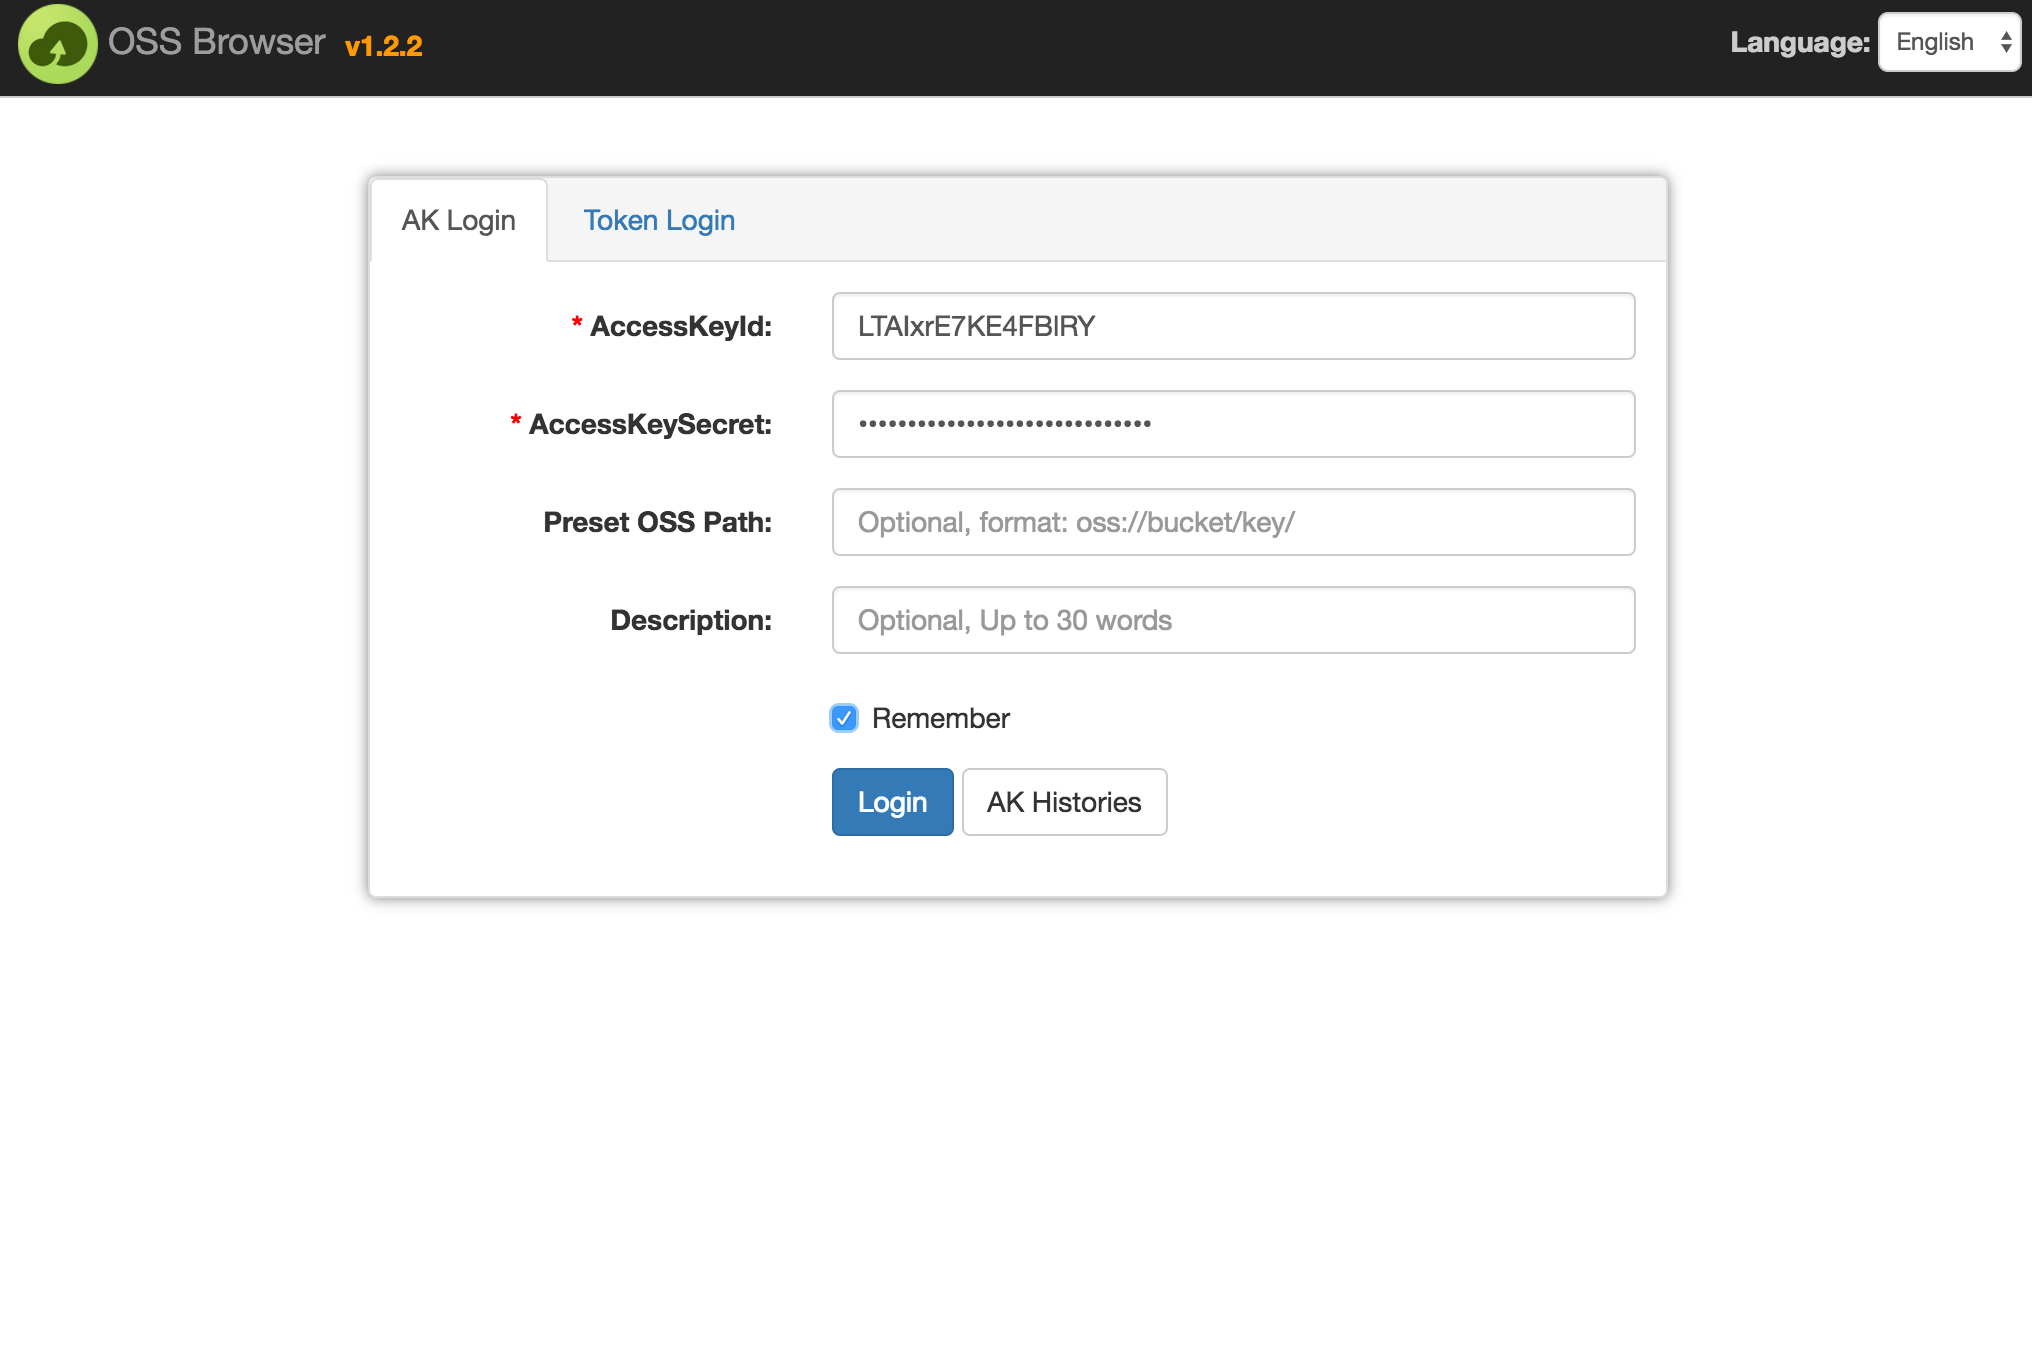 OSS Browser v1.2.2 Language: English
AK Login Token Login
* AccessKeyId: LTAIxrE7KE4FBIRY
* AccessKeySecret: ••••••••••••••••••••••••••••••
Preset OSS Path: Optional, format: oss://bucket/key/
Description: Optional, Up to 30 words
Remember
Login AK Histories